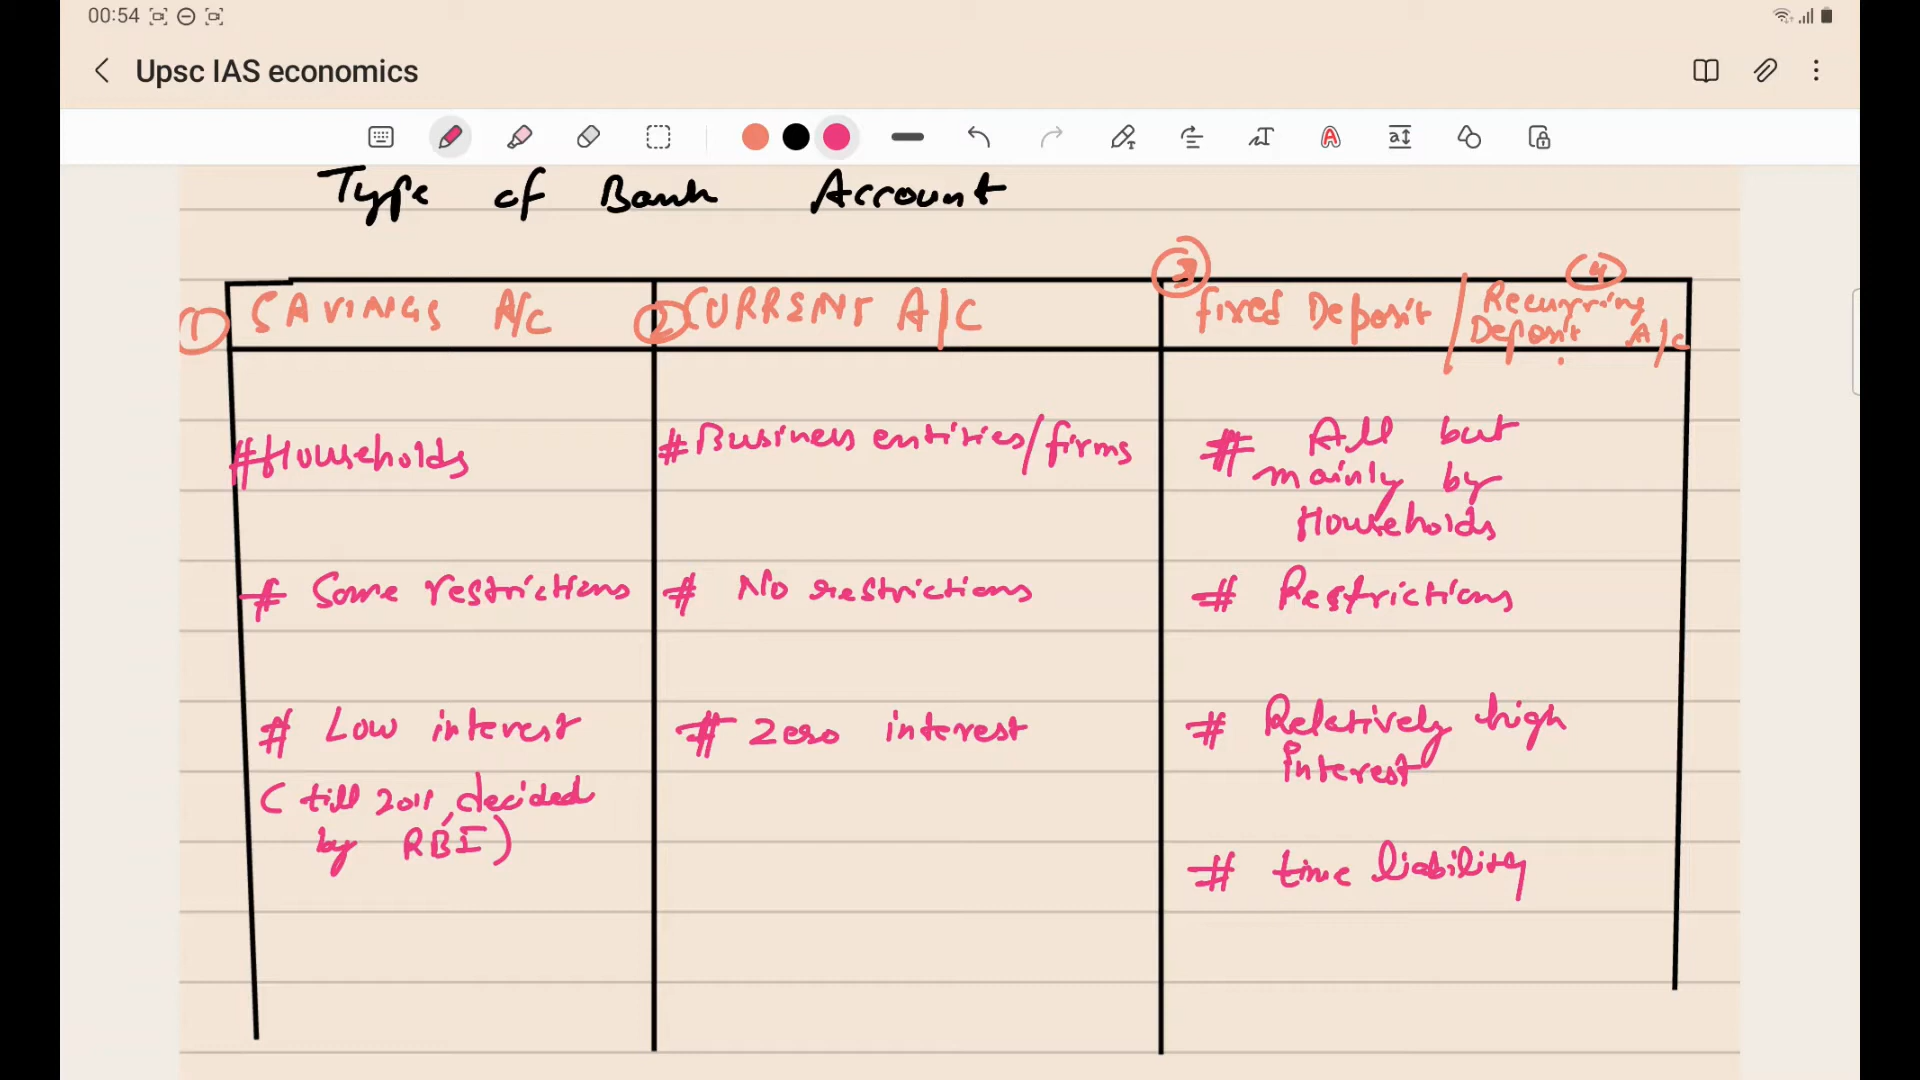 00:54
Upsc IAS economics
Type of Bank Account
① SAVINGS A/C
② CURRENT A/C
③ ④
fixed Deposit / Recurring
Deposit A/C
# Households
# Business entities/firms
# All but
mainly by
Households
# Some restrictions
# No restrictions
# Restrictions
# Low interest
(till 2011, decided
by RBI)
# Zero interest
# Relatively high
interest
# time liability